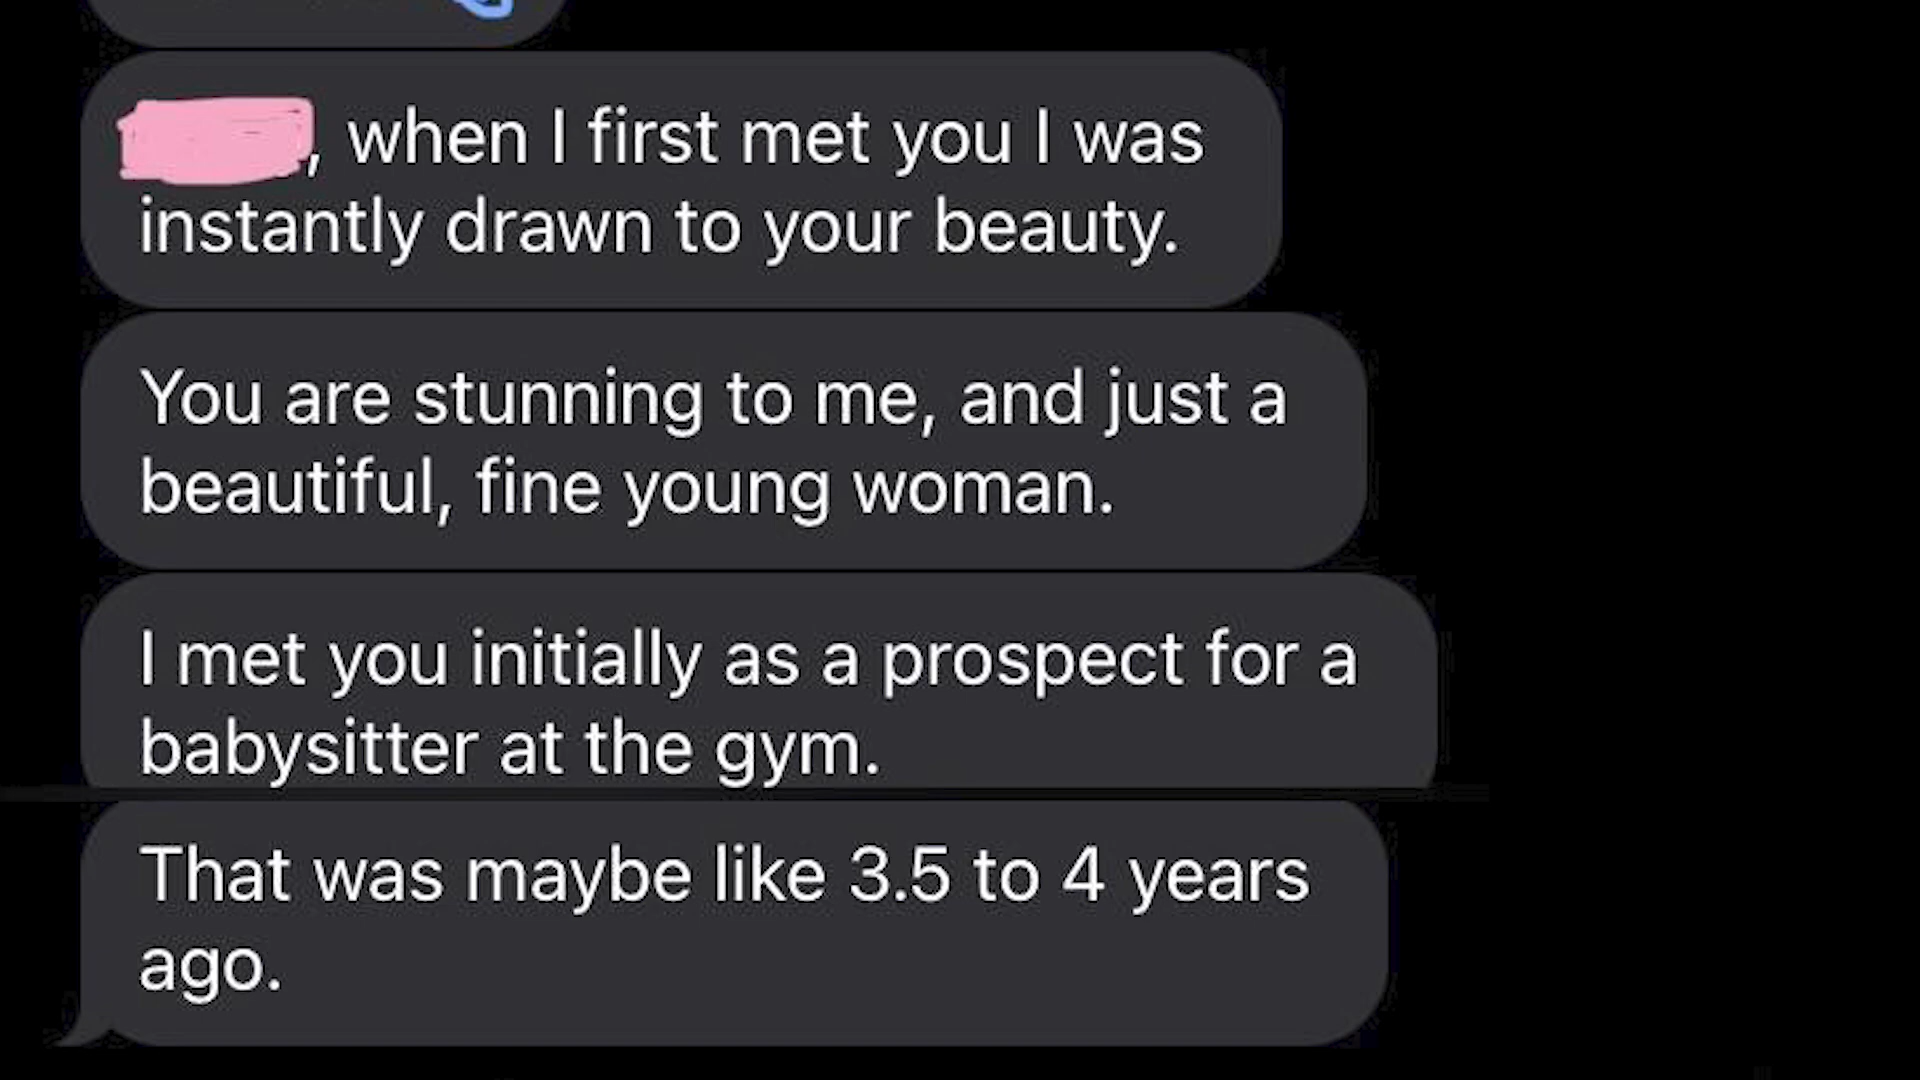 , when I first met you I was
instantly drawn to your beauty.
You are stunning to me, and just a
beautiful, fine young woman.
I met you initially as a prospect for a
babysitter at the gym.
That was maybe like 3.5 to 4 years
ago.